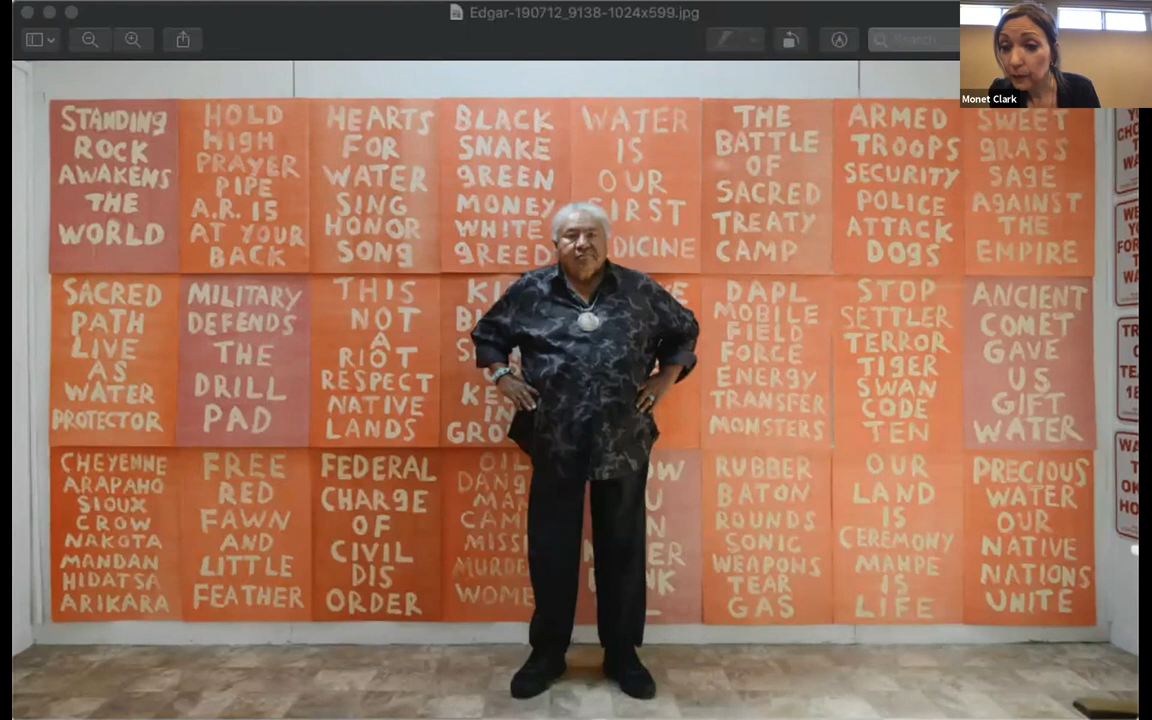 Edgar-190712_9138-1024x599.jpg
Search
Monet Clark
STANDING
ROCK
AWAKENS
THE
WORLD
HOLD
HIGH
PRAYER
PIPE
A.R. IS
AT YOUR
BACK
HEARTS
FOR
WATER
SING
HONOR
SONG
BLACK
SNAKE
GREEN
MONEY
WHITE
GREED
WATER
IS
OUR
FIRST
THE
BATTLE
OF
SACRED
TREATY
CAMP
ARMED
TROOPS
SECURITY
POLICE
ATTACK
DOGS
SWEET
GRASS
SAGE
AGAINST
THE
EMPIRE
SACRED
PATH
LIVE
AS
WATER
PROTECTOR
MILITARY
DEFENDS
THE
DRILL
PAD
THIS
NOT
A
RIOT
RESPECT
NATIVE
LANDS
IN
DAPL
MOBILE
FIELD
FORCE
ENERGY
TRANSFER
MONSTERS
STOP
SETTLER
TERROR
TIGER
SWAN
CODE
TEN
ANCIENT
COMET
GAVE
US
GIFT
WATER
CHEYENNE
ARAPAHO
SIOUX
CROW
NAKOTA
MANDAN
HIDATSA
ARIKARA
FREE
RED
FAWN
AND
LITTLE
FEATHER
FEDERAL
CHARGE
OF
CIVIL
DIS
ORDER
OIL
RUBBER
BATON
ROUNDS
SONIC
WEAPONS
TEAR
GAS
OUR
LAND
IS
CEREMONY
MAHPE
IS
LIFE
PRECIOUS
WATER
OUR
NATIVE
NATIONS
UNITE